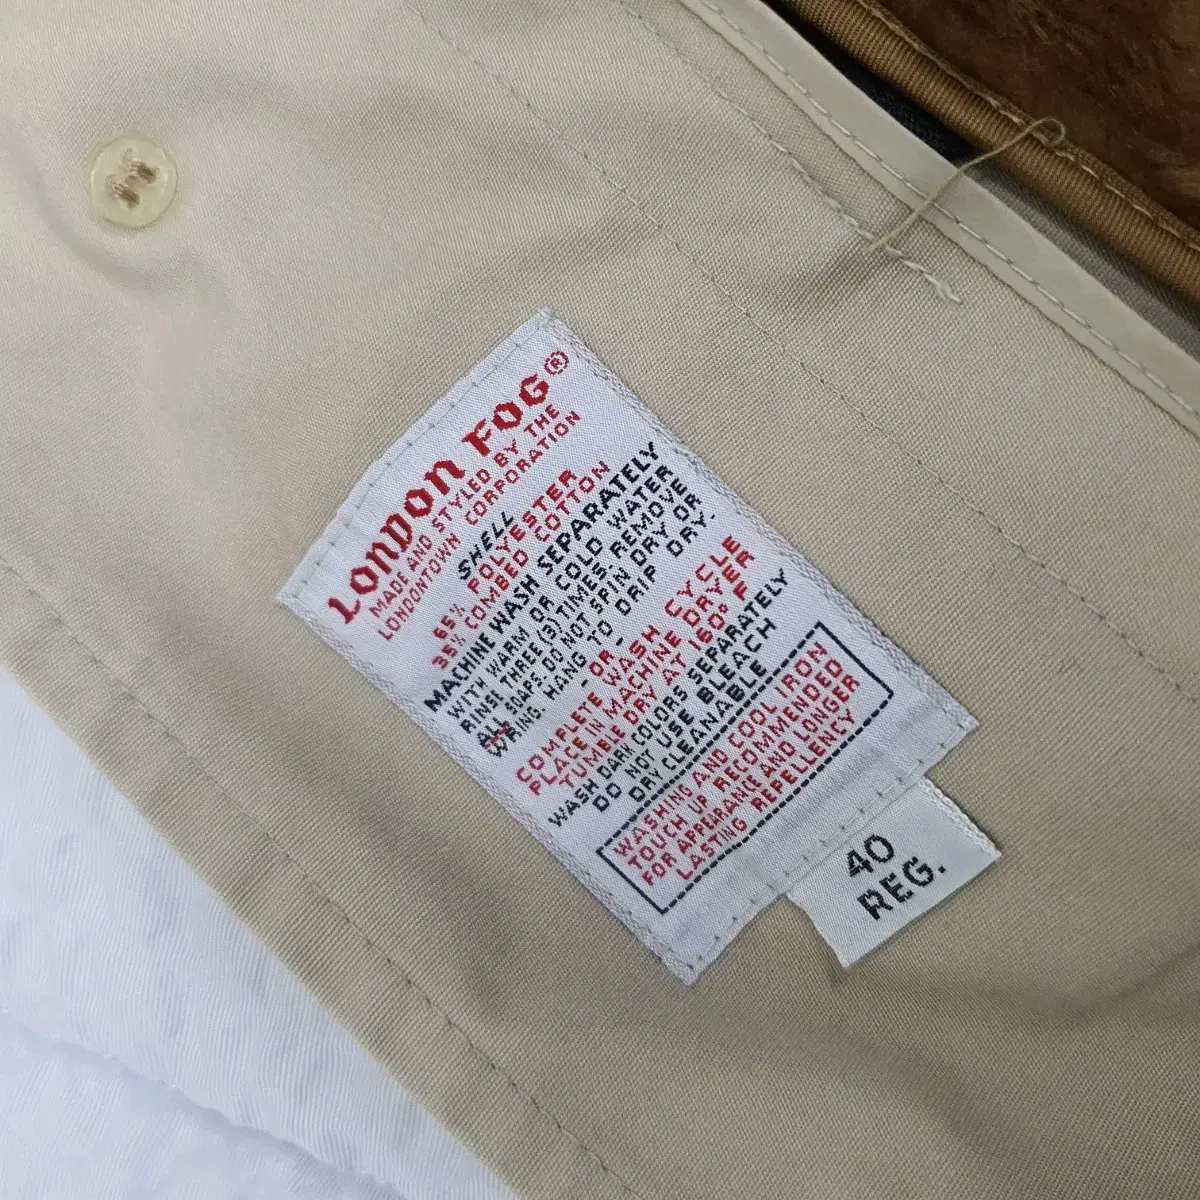 LONDON FOG®
MADE AND STYLED BY THE
LONDONTOWN CORPORATION
SHELL
65% POLYESTER
35% COMBED COTTON
MACHINE WASH SEPARATELY
WITH WARM OR COLD WATER
RINSE THREE (3) TIMES. REMOVE
ALL SOAPS. DO NOT SPIN DRY OR
WRING. HANG TO DRIP DRY.
-OR-
COMPLETE WASH CYCLE
PLACE IN MACHINE DRYER
TUMBLE DRY AT 160° F
WASH DARK COLORS SEPARATELY
DO NOT USE BLEACH
DRY CLEANABLE
WASHING AND COOL IRON
TOUCH UP RECOMMENDED
FOR APPEARANCE AND LONGER
LASTING REPELLENCY
40
REG.